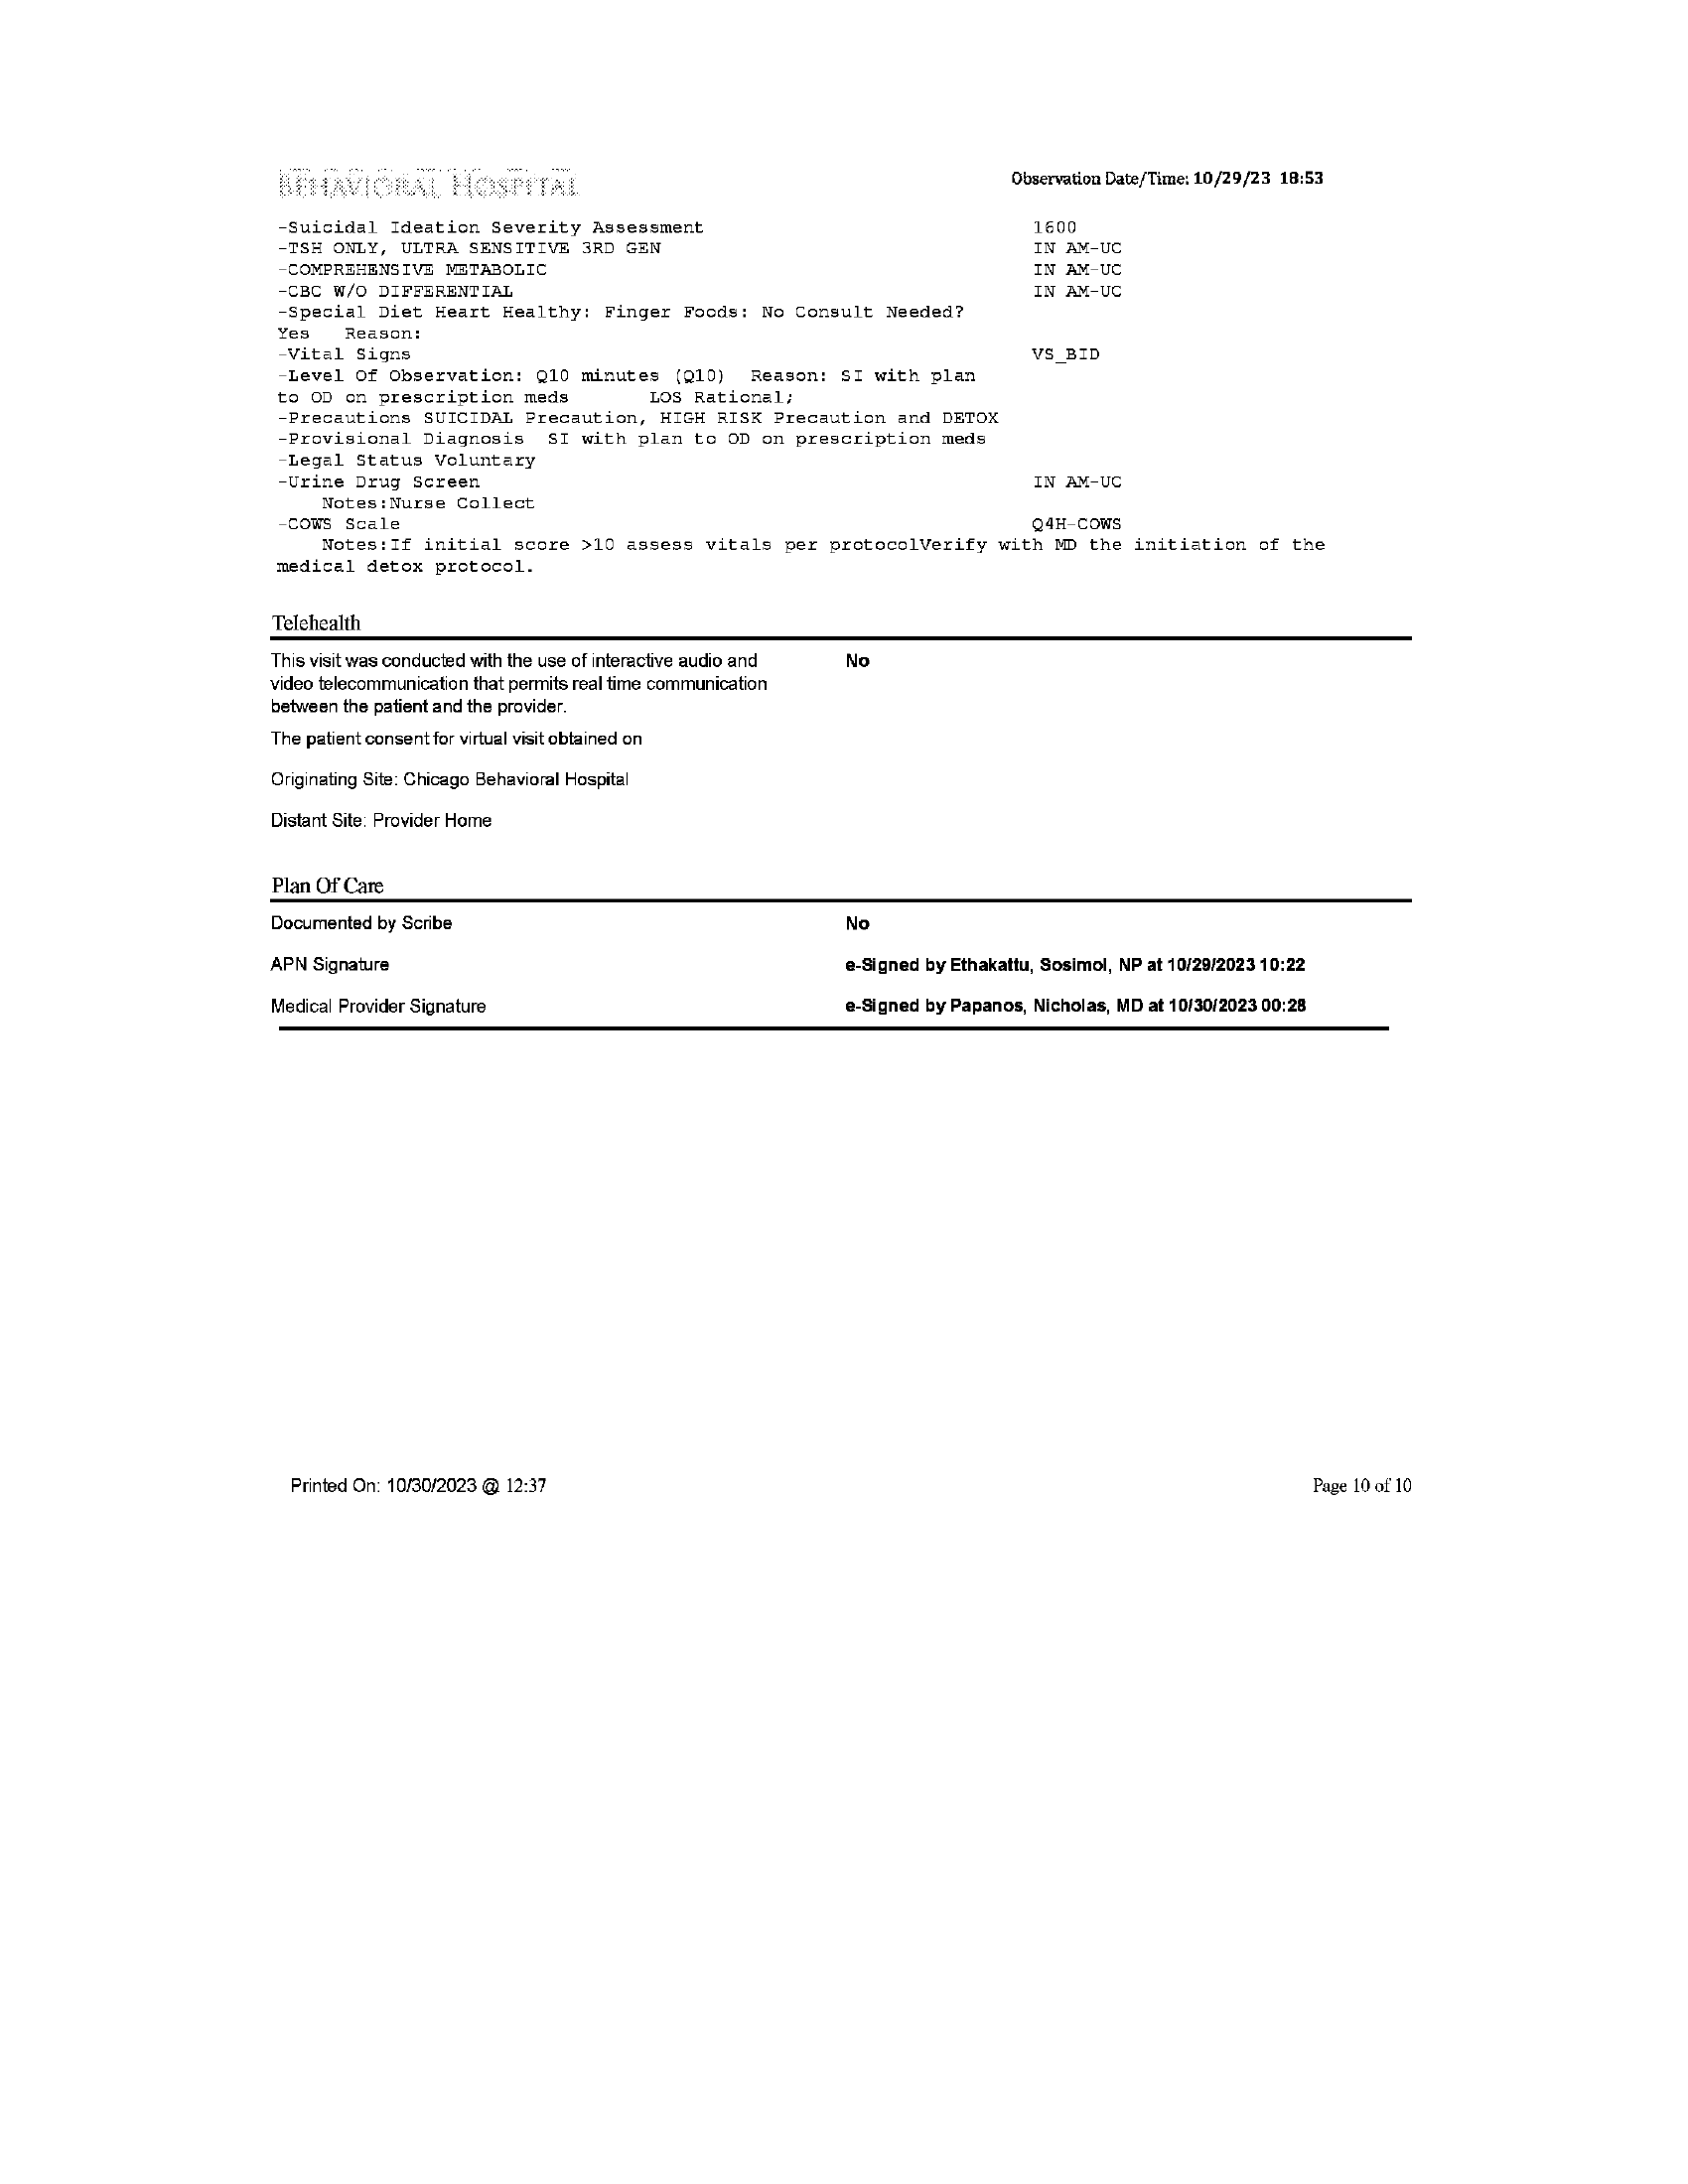 BEHAVIORAL HOSPITAL
Observation Date/Time: 10/29/23 18:53
-Suicidal Ideation Severity Assessment 1600
-TSH ONLY, ULTRA SENSITIVE 3RD GEN IN AM-UC
-COMPREHENSIVE METABOLIC IN AM-UC
-CBC W/O DIFFERENTIAL IN AM-UC
-Special Diet Heart Healthy: Finger Foods: No Consult Needed?
Yes Reason:
-Vital Signs VS_BID
-Level Of Observation: Q10 minutes (Q10) Reason: SI with plan
to OD on prescription meds LOS Rational;
-Precautions SUICIDAL Precaution, HIGH RISK Precaution and DETOX
-Provisional Diagnosis SI with plan to OD on prescription meds
-Legal Status Voluntary
-Urine Drug Screen IN AM-UC
Notes:Nurse Collect
-COWS Scale Q4H-COWS
Notes:If initial score >10 assess vitals per protocolVerify with MD the initiation of the
medical detox protocol.
Telehealth
This visit was conducted with the use of interactive audio and No
video telecommunication that permits real time communication
between the patient and the provider.
The patient consent for virtual visit obtained on
Originating Site: Chicago Behavioral Hospital
Distant Site: Provider Home
Plan Of Care
Documented by Scribe No
APN Signature e-Signed by Ethakattu, Sosimol, NP at 10/29/2023 10:22
Medical Provider Signature e-Signed by Papanos, Nicholas, MD at 10/30/2023 00:28
Printed On: 10/30/2023 @ 12:37 Page 10 of 10